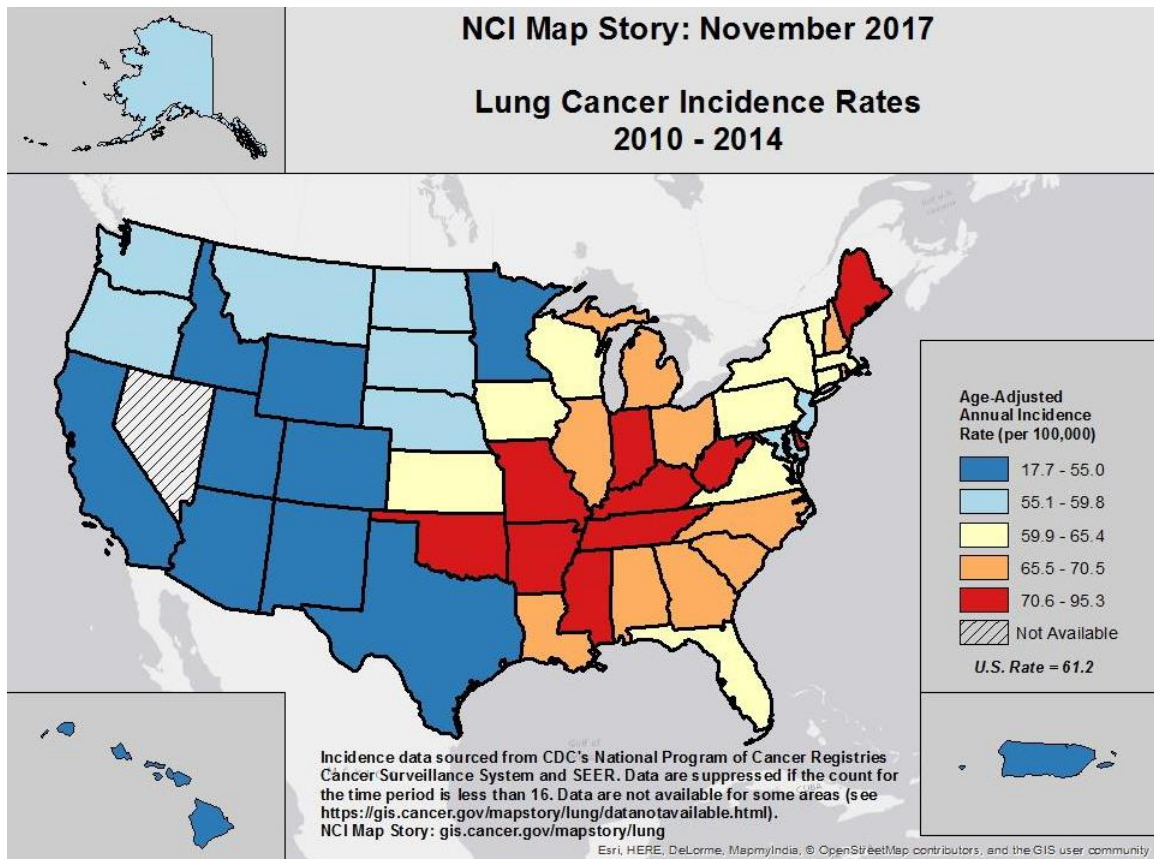 NCI Map Story: November 2017
Lung Cancer Incidence Rates
2010 - 2014
Age-Adjusted
Annual Incidence
Rate (per 100,000)
17.7 - 55.0
55.1 - 59.8
59.9 - 65.4
65.5 - 70.5
70.6 - 95.3
Not Available
U.S. Rate = 61.2
Incidence data sourced from CDC's National Program of Cancer Registries
Cancer Surveillance System and SEER. Data are suppressed if the count for
the time period is less than 16. Data are not available for some areas (see
https://gis.cancer.gov/mapstory/lung/datanotavailable.html).
NCI Map Story: gis.cancer.gov/mapstory/lung
Esri, HERE, DeLorme, MapmyIndia, © OpenStreetMap contributors, and the GIS user community